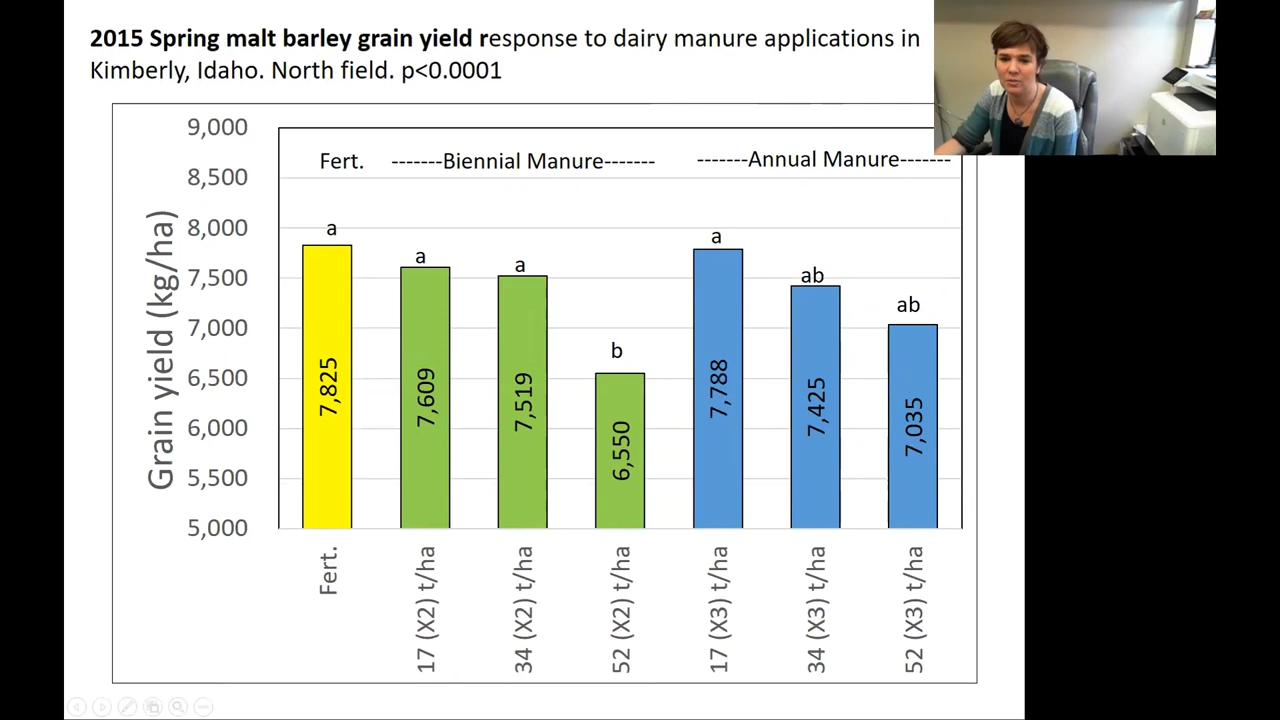 2015 Spring malt barley grain yield response to dairy manure applications in
Kimberly, Idaho. North field. p<0.0001
Grain yield (kg/ha)
9,000
8,500
8,000
7,500
7,000
6,500
6,000
5,500
5,000
Fert. -------Biennial Manure------- -------Annual Manure-------
a a a b a ab ab
7,825 7,609 7,519 6,550 7,788 7,425 7,035
Fert.
17 (X2) t/ha
34 (X2) t/ha
52 (X2) t/ha
17 (X3) t/ha
34 (X3) t/ha
52 (X3) t/ha